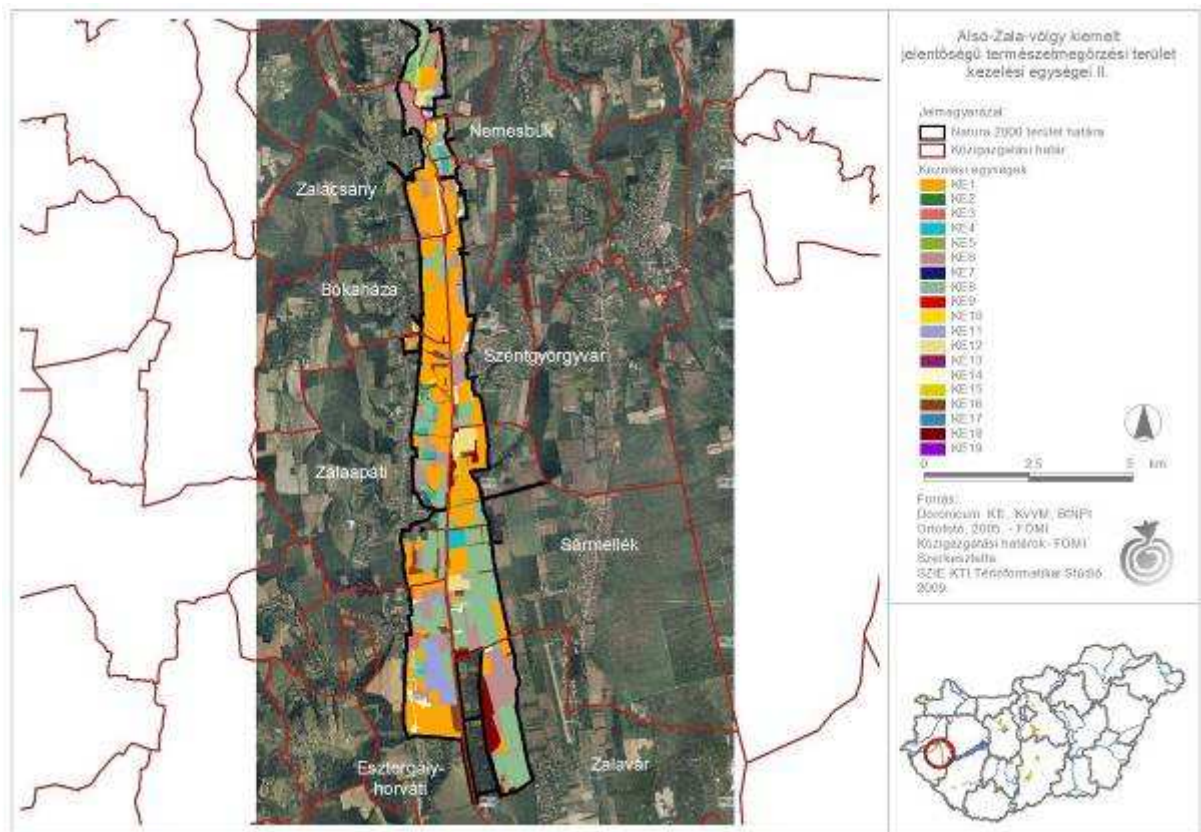 Nemesbük
Zalacsány
Bókaháza
Szentgyörgyvár
Zalaapáti
Sármellék
Esztergály-
horváti
Zalavár
Alsó-Zala-völgy kiemelt
jelentőségű természetmegőrzési terület
kezelési egységei II.
Jelmagyarázat
Natura 2000 terület határa
Közigazgatási határ
Kezelési egységek
KE1
KE2
KE3
KE4
KE5
KE6
KE7
KE8
KE9
KE10
KE11
KE12
KE13
KE14
KE15
KE16
KE17
KE18
KE19
0 2,5 5 km
Forrás:
Doronicum Kft., KvVM, BfNPI
Ortofotó, 2005. - FÖMI
Közigazgatási határok - FÖMI
Szerkesztette:
SZIE KTI Térinformatikai Stúdió
2009.